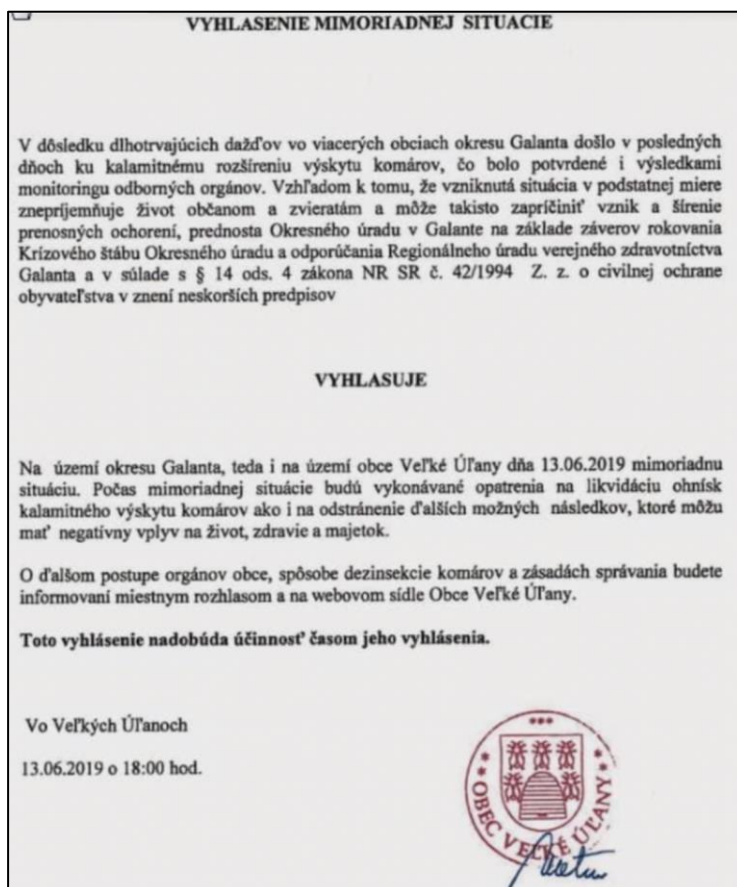 VYHLASENIE MIMORIADNEJ SITUACIE
V dôsledku dlhotrvajúcich dažďov vo viacerých obciach okresu Galanta došlo v posledných
dňoch ku kalamitnému rozšíreniu výskytu komárov, čo bolo potvrdené i výsledkami
monitoringu odborných orgánov. Vzhľadom k tomu, že vzniknutá situácia v podstatnej miere
znepríjemňuje život občanom a zvieratám a môže takisto zapríčiniť vznik a šírenie
prenosných ochorení, prednosta Okresného úradu v Galante na základe záverov rokovania
Krízového štábu Okresného úradu a odporúčania Regionálneho úradu verejného zdravotníctva
Galanta a v súlade s § 14 ods. 4 zákona NR SR č. 42/1994 Z. z. o civilnej ochrane
obyvateľstva v znení neskorších predpisov
VYHLASUJE
Na území okresu Galanta, teda i na území obce Veľké Úľany dňa 13.06.2019 mimoriadnu
situáciu. Počas mimoriadnej situácie budú vykonávané opatrenia na likvidáciu ohnísk
kalamitného výskytu komárov ako i na odstránenie ďalších možných následkov, ktoré môžu
mať negatívny vplyv na život, zdravie a majetok.
O ďalšom postupe orgánov obce, spôsobe dezinsekcie komárov a zásadách správania budete
informovaní miestnym rozhlasom a na webovom sídle Obce Veľké Úľany.
Toto vyhlásenie nadobúda účinnosť časom jeho vyhlásenia.
Vo Veľkých Úľanoch
13.06.2019 o 18:00 hod.
OBEC VEĽKÉ ÚĽANY